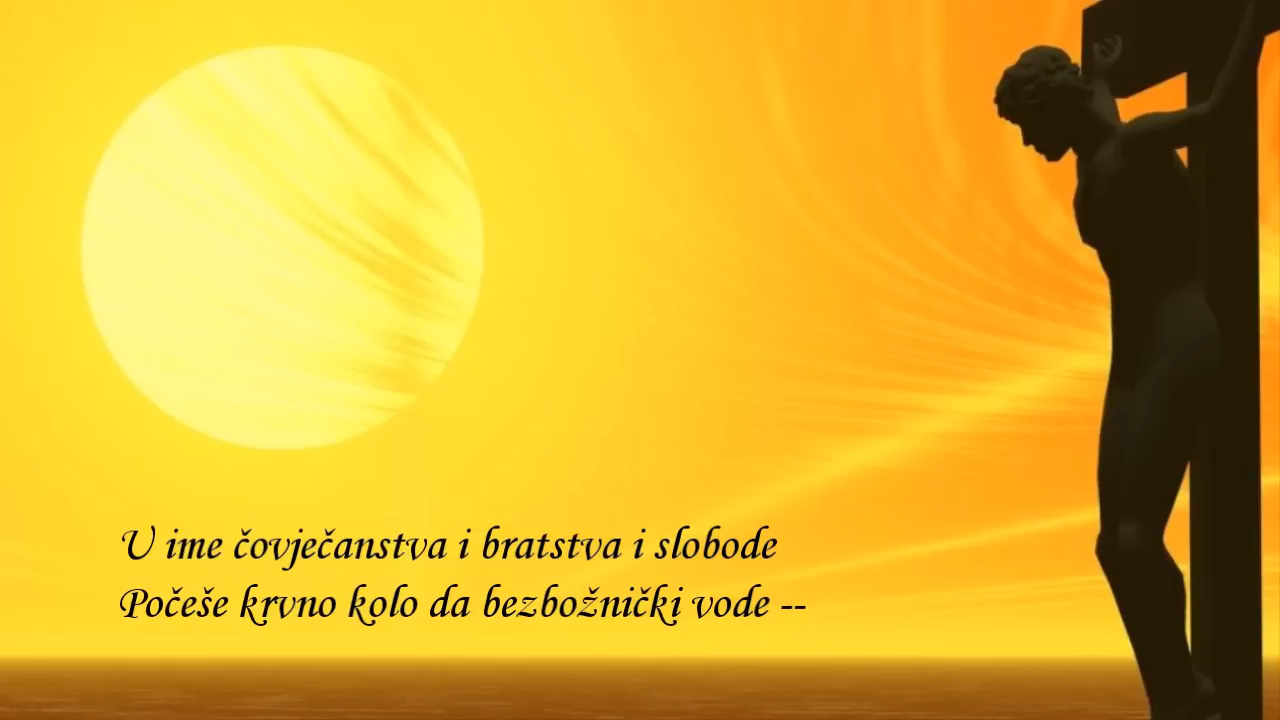 U ime čovječanstva i bratstva i slobode
Počeše krvno kolo da bezbožnički vode --